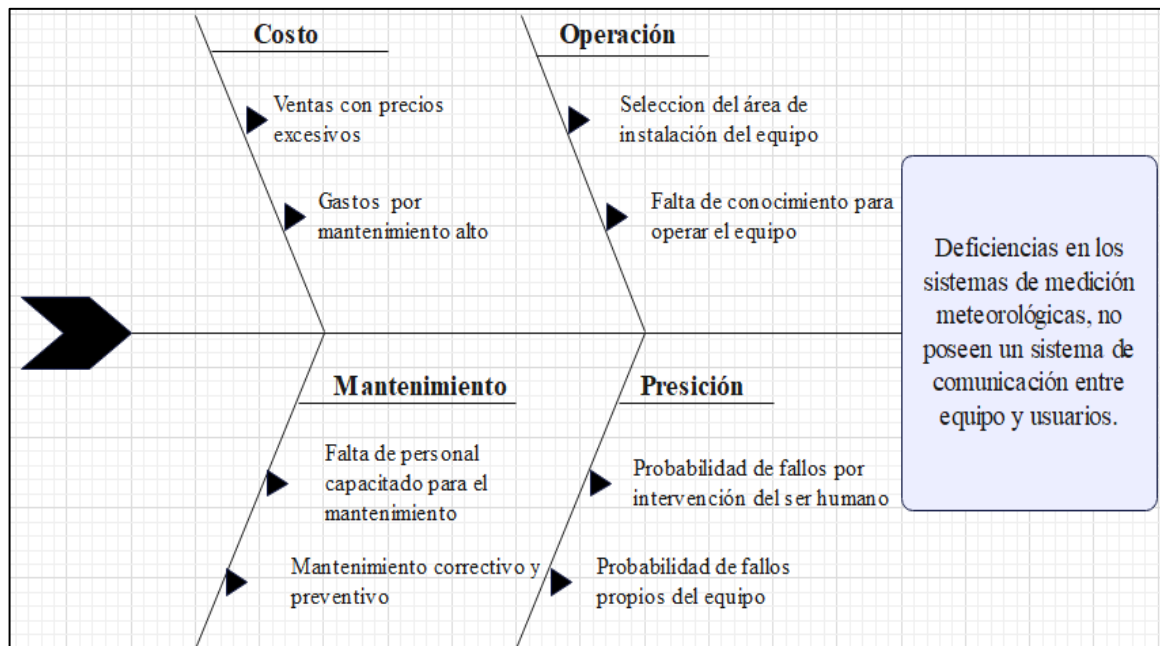 Costo
Ventas con precios
excesivos
Gastos por
mantenimiento alto
Operación
Seleccion del área de
instalación del equipo
Falta de conocimiento para
operar el equipo
Mantenimiento
Falta de personal
capacitado para el
mantenimiento
Mantenimiento correctivo y
preventivo
Presición
Probabilidad de fallos por
intervención del ser humano
Probabilidad de fallos
propios del equipo
Deficiencias en los
sistemas de medición
meteorológicas, no
poseen un sistema de
comunicación entre
equipo y usuarios.